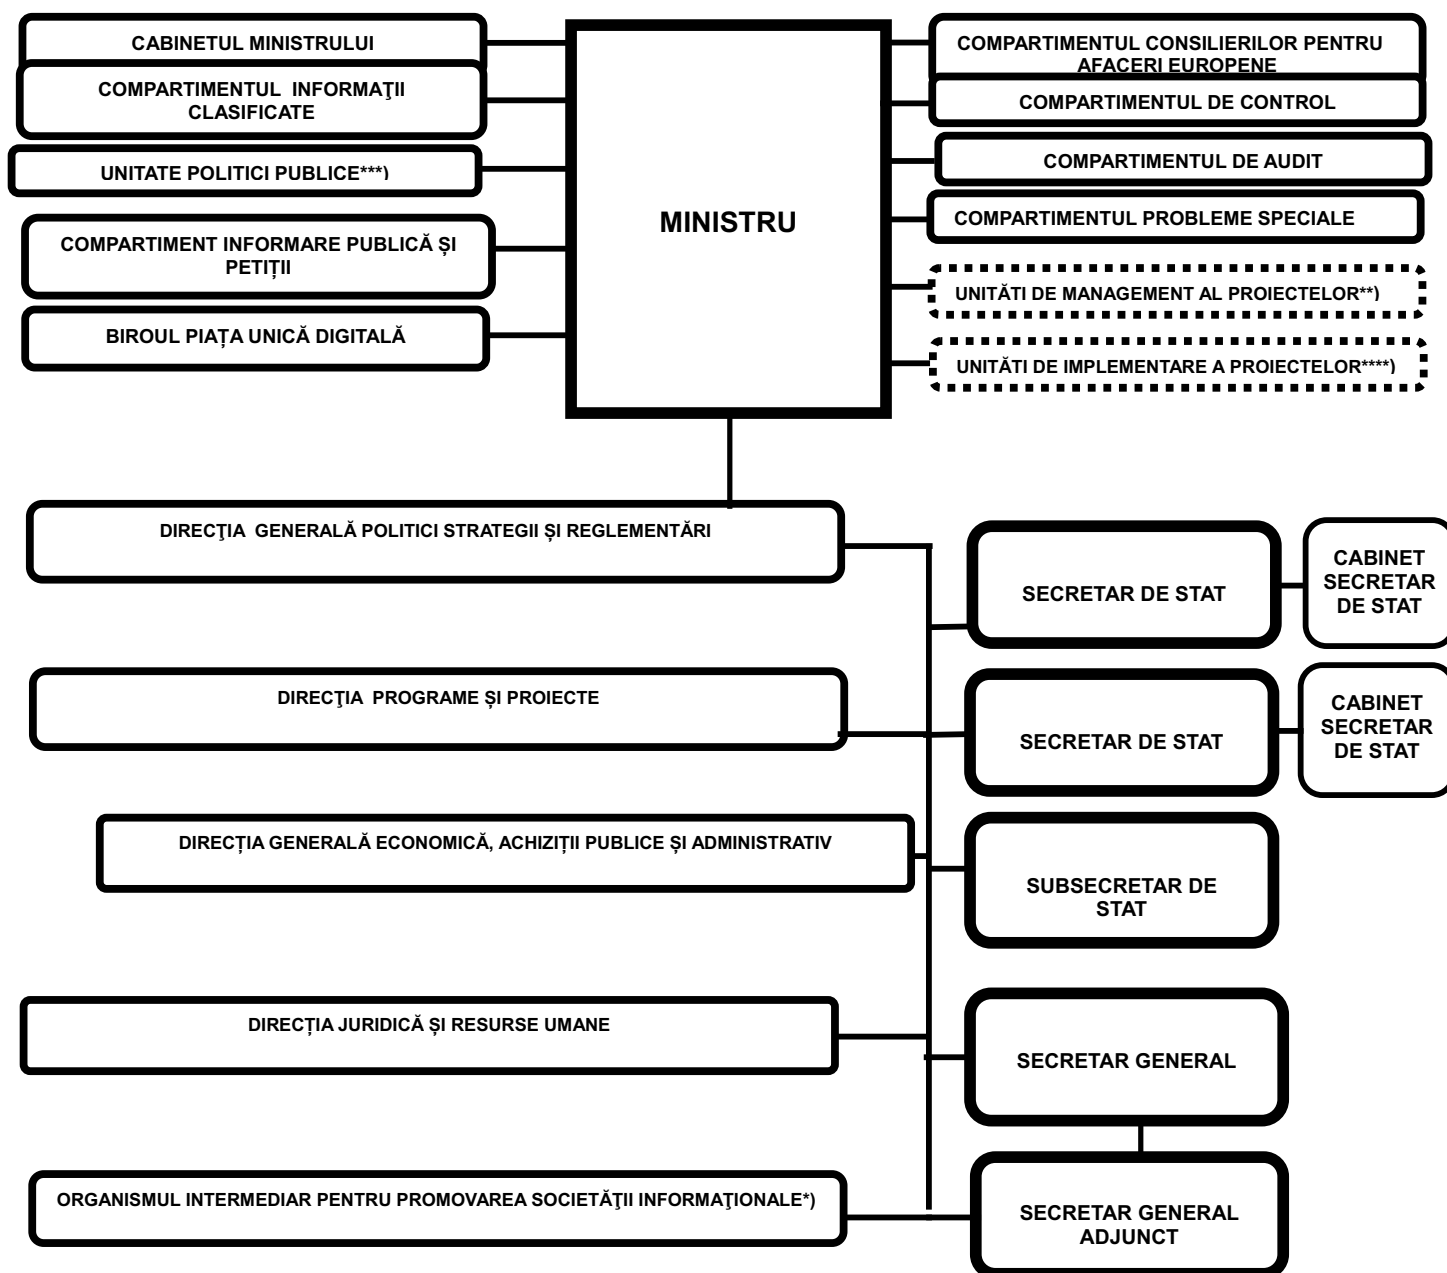 CABINETUL MINISTRULUI
COMPARTIMENTUL INFORMAŢII
CLASIFICATE
UNITATE POLITICI PUBLICE***)
COMPARTIMENT INFORMARE PUBLICĂ ȘI
PETIȚII
BIROUL PIAȚA UNICĂ DIGITALĂ
MINISTRU
COMPARTIMENTUL CONSILIERILOR PENTRU
AFACERI EUROPENE
COMPARTIMENTUL DE CONTROL
COMPARTIMENTUL DE AUDIT
COMPARTIMENTUL PROBLEME SPECIALE
UNITĂTI DE MANAGEMENT AL PROIECTELOR**)
UNITĂTI DE IMPLEMENTARE A PROIECTELOR****)
DIRECŢIA GENERALĂ POLITICI STRATEGII ȘI REGLEMENTĂRI
SECRETAR DE STAT
CABINET
SECRETAR
DE STAT
DIRECŢIA PROGRAME ȘI PROIECTE
SECRETAR DE STAT
CABINET
SECRETAR
DE STAT
DIRECȚIA GENERALĂ ECONOMICĂ, ACHIZIȚII PUBLICE ȘI ADMINISTRATIV
SUBSECRETAR DE
STAT
DIRECȚIA JURIDICĂ ȘI RESURSE UMANE
SECRETAR GENERAL
ORGANISMUL INTERMEDIAR PENTRU PROMOVAREA SOCIETĂŢII INFORMAŢIONALE*)
SECRETAR GENERAL
ADJUNCT